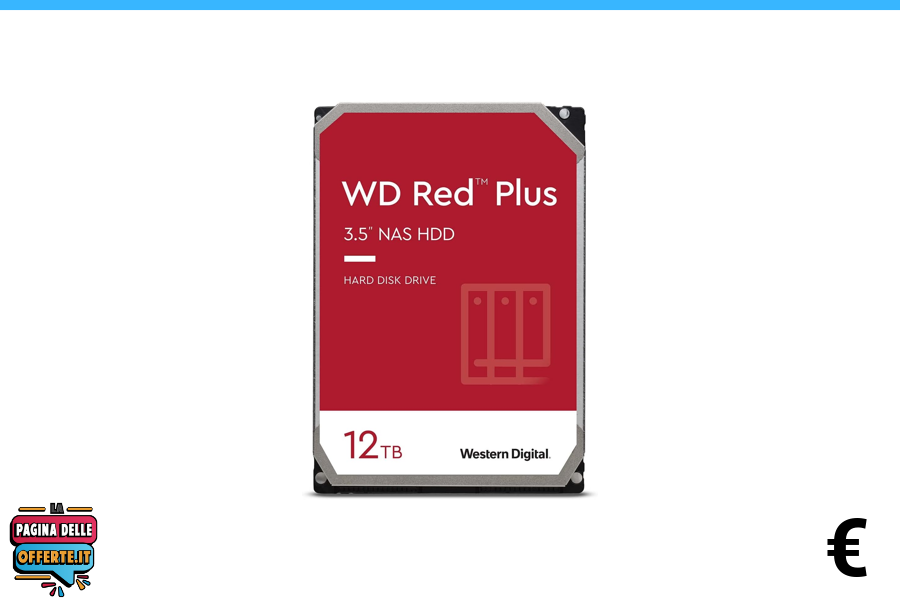 WD Red™ Plus
3.5" NAS HDD
HARD DISK DRIVE
12TB
Western Digital.
LA
PAGINA DELLE
OFFERTE.IT
€